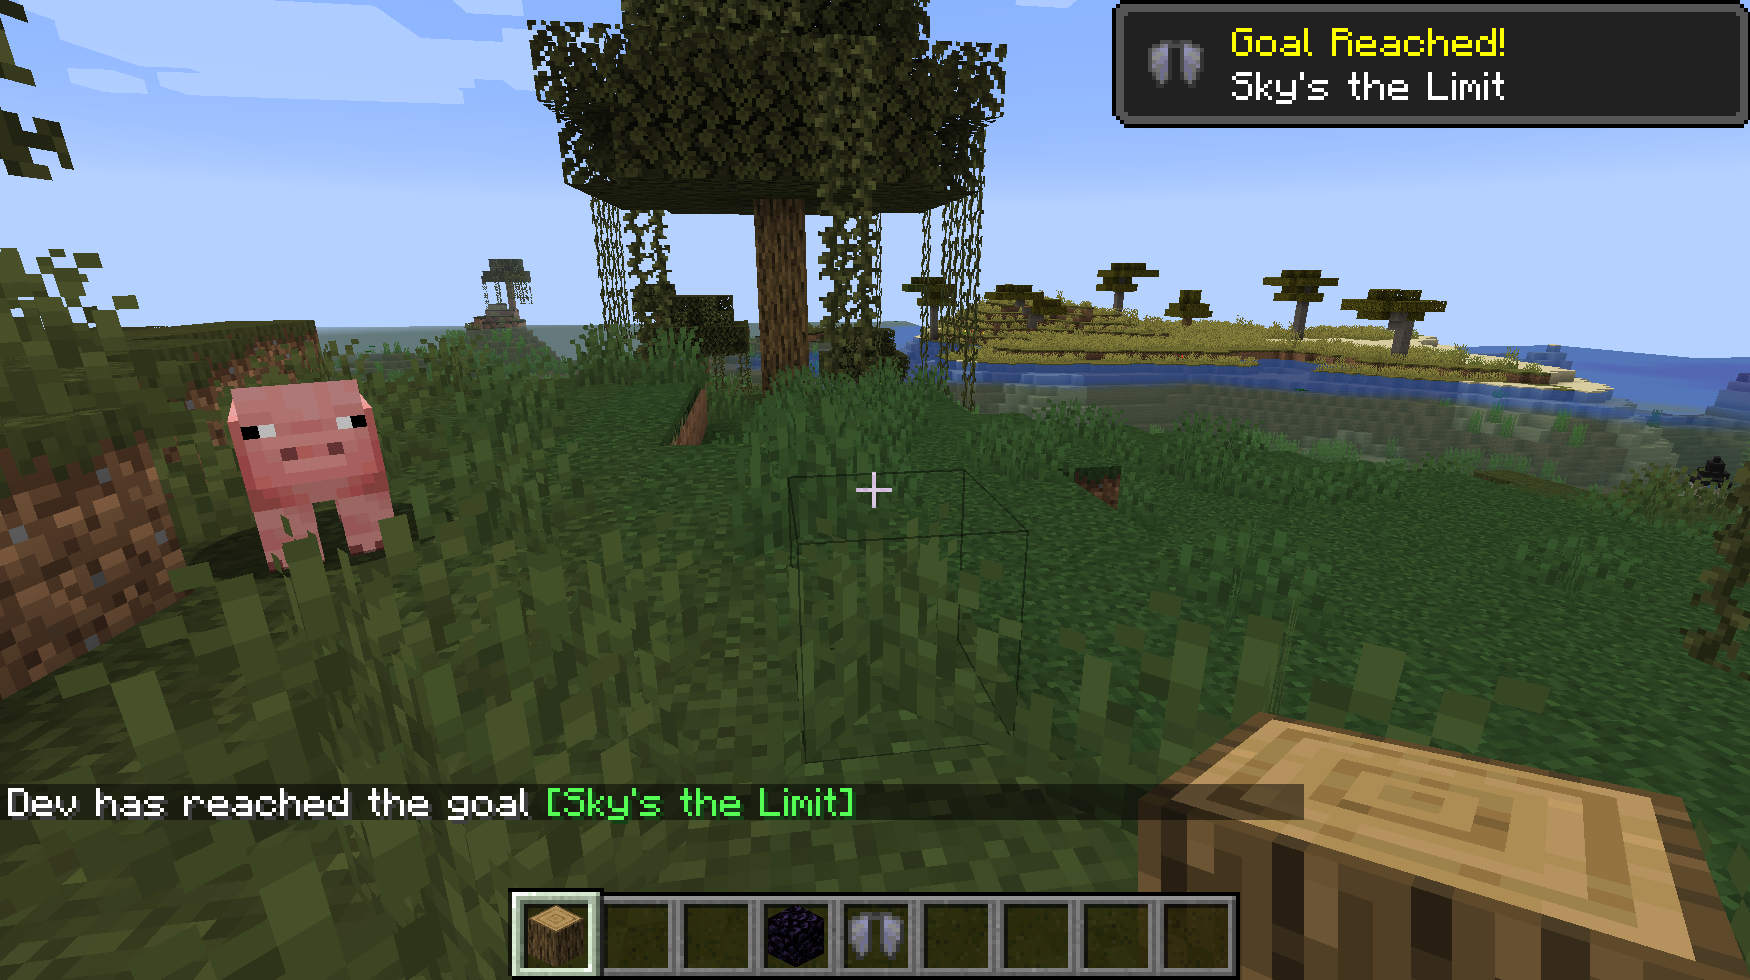 Goal Reached!
Sky's the Limit
Dev has reached the goal [Sky's the Limit]